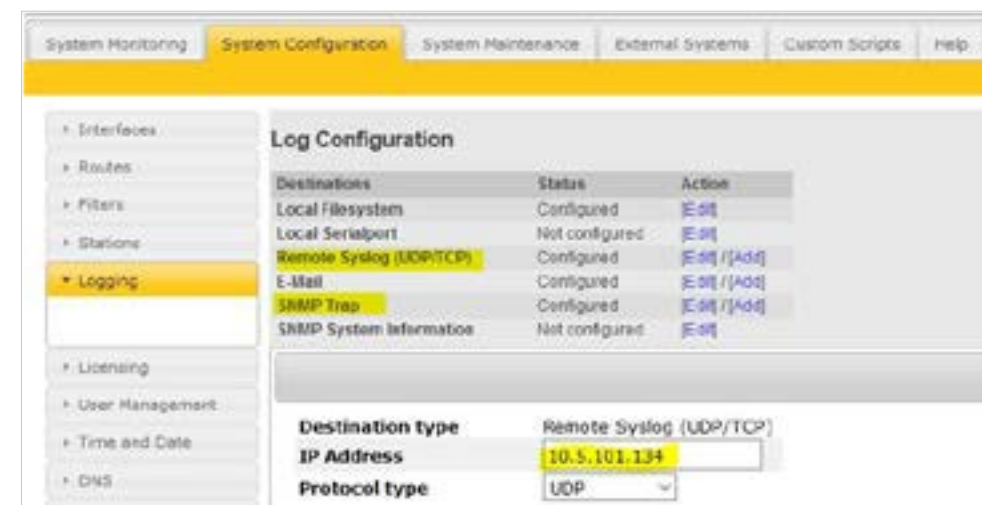 System Monitoring System Configuration System Maintenance External Systems Custom Scripts Help
Interfaces
Routes
Filters
Stations
Logging
Licensing
User Management
Time and Date
DNS
Log Configuration
Destinations Status Action
Local Filesystem Configured [Edit]
Local Serialport Not configured [Edit]
Remote Syslog (UDP/TCP) Configured [Edit] / [Add]
E-Mail Configured [Edit] / [Add]
SNMP Trap Configured [Edit] / [Add]
SNMP System Information Not configured [Edit]
Destination type Remote Syslog (UDP/TCP)
IP Address 10.5.101.134
Protocol type UDP